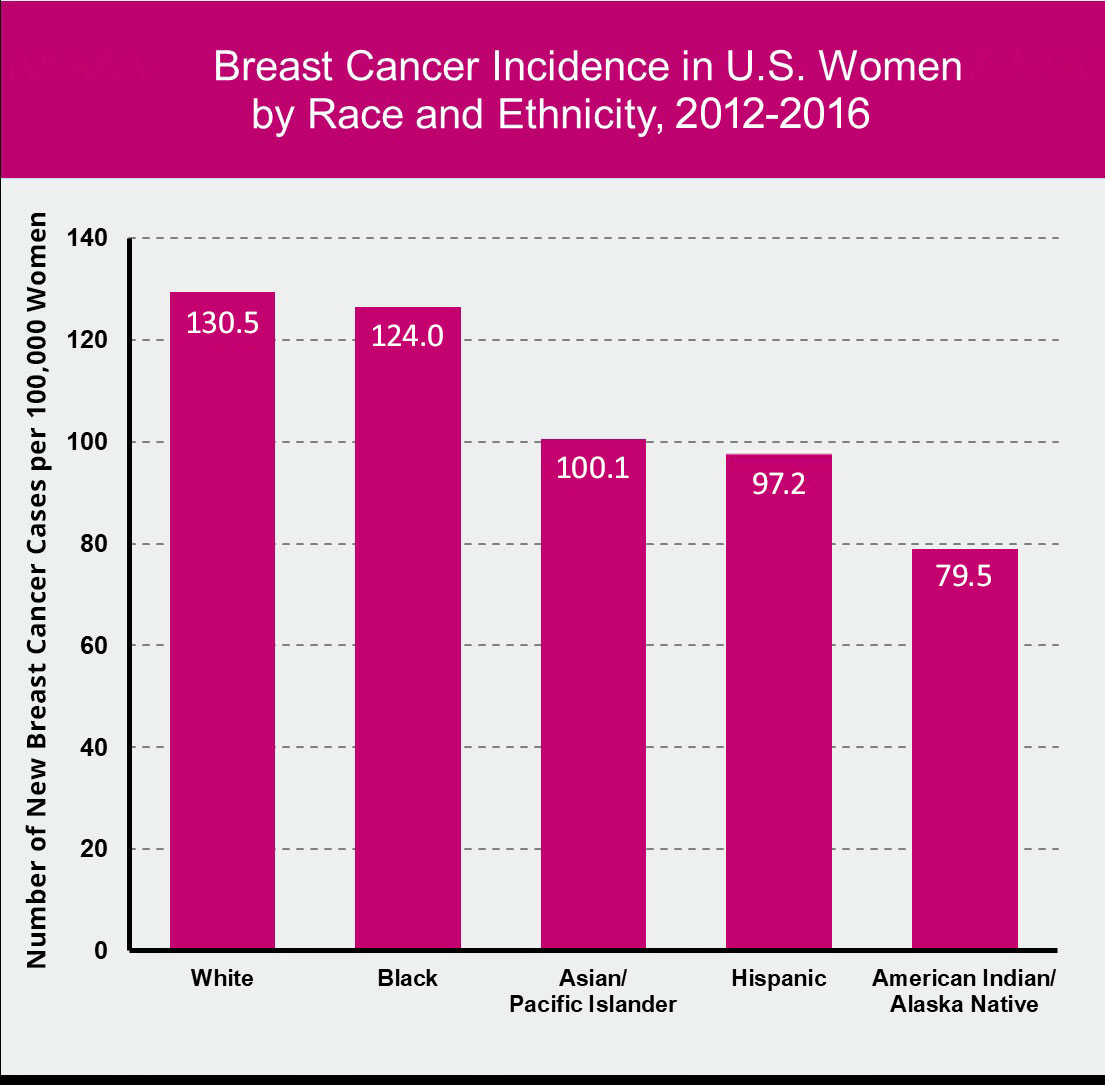 Breast Cancer Incidence in U.S. Women
by Race and Ethnicity, 2012-2016
Number of New Breast Cancer Cases per 100,000 Women
140
120
100
80
60
40
20
0
130.5
124.0
100.1
97.2
79.5
White
Black
Asian/
Pacific Islander
Hispanic
American Indian/
Alaska Native